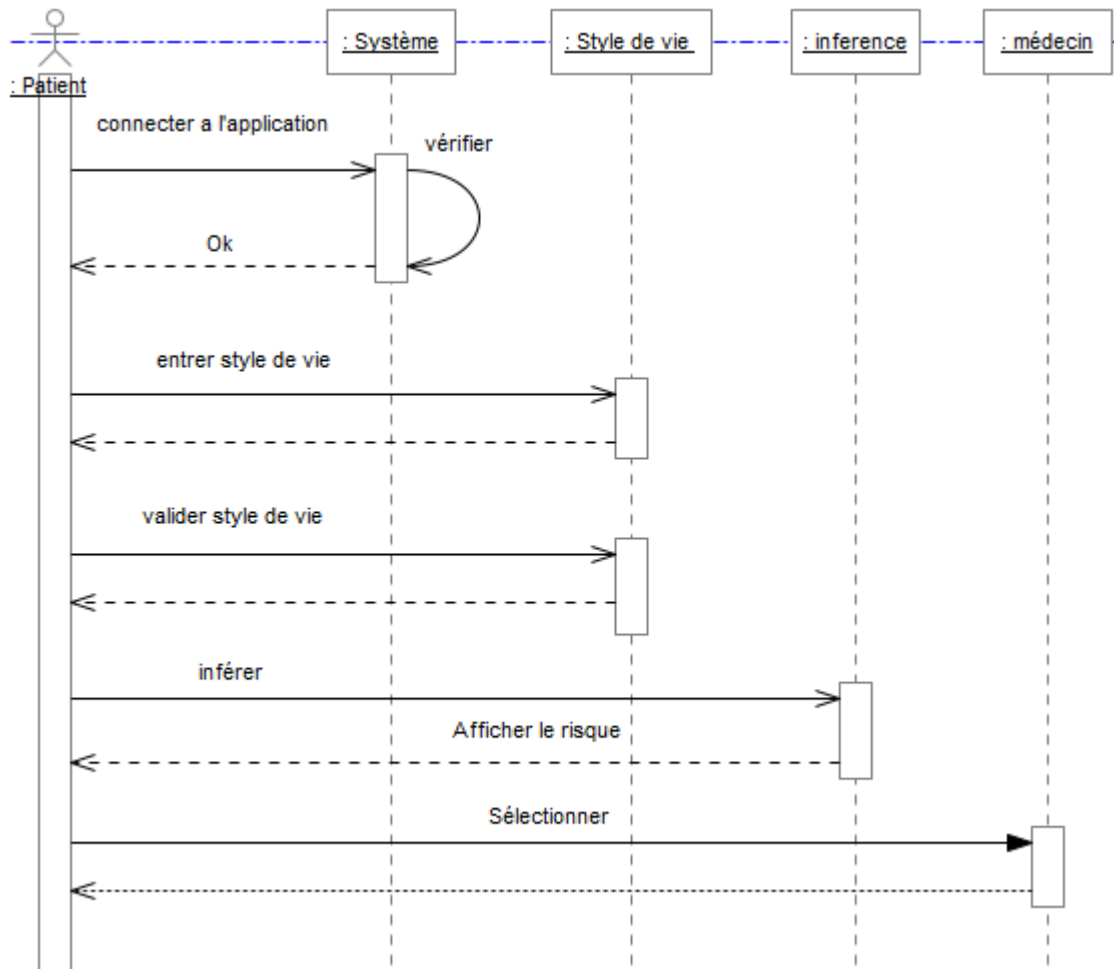 : Système
: Style de vie
: inference
: médecin
: Patient
connecter a l'application
vérifier
Ok
entrer style de vie
valider style de vie
inférer
Afficher le risque
Sélectionner